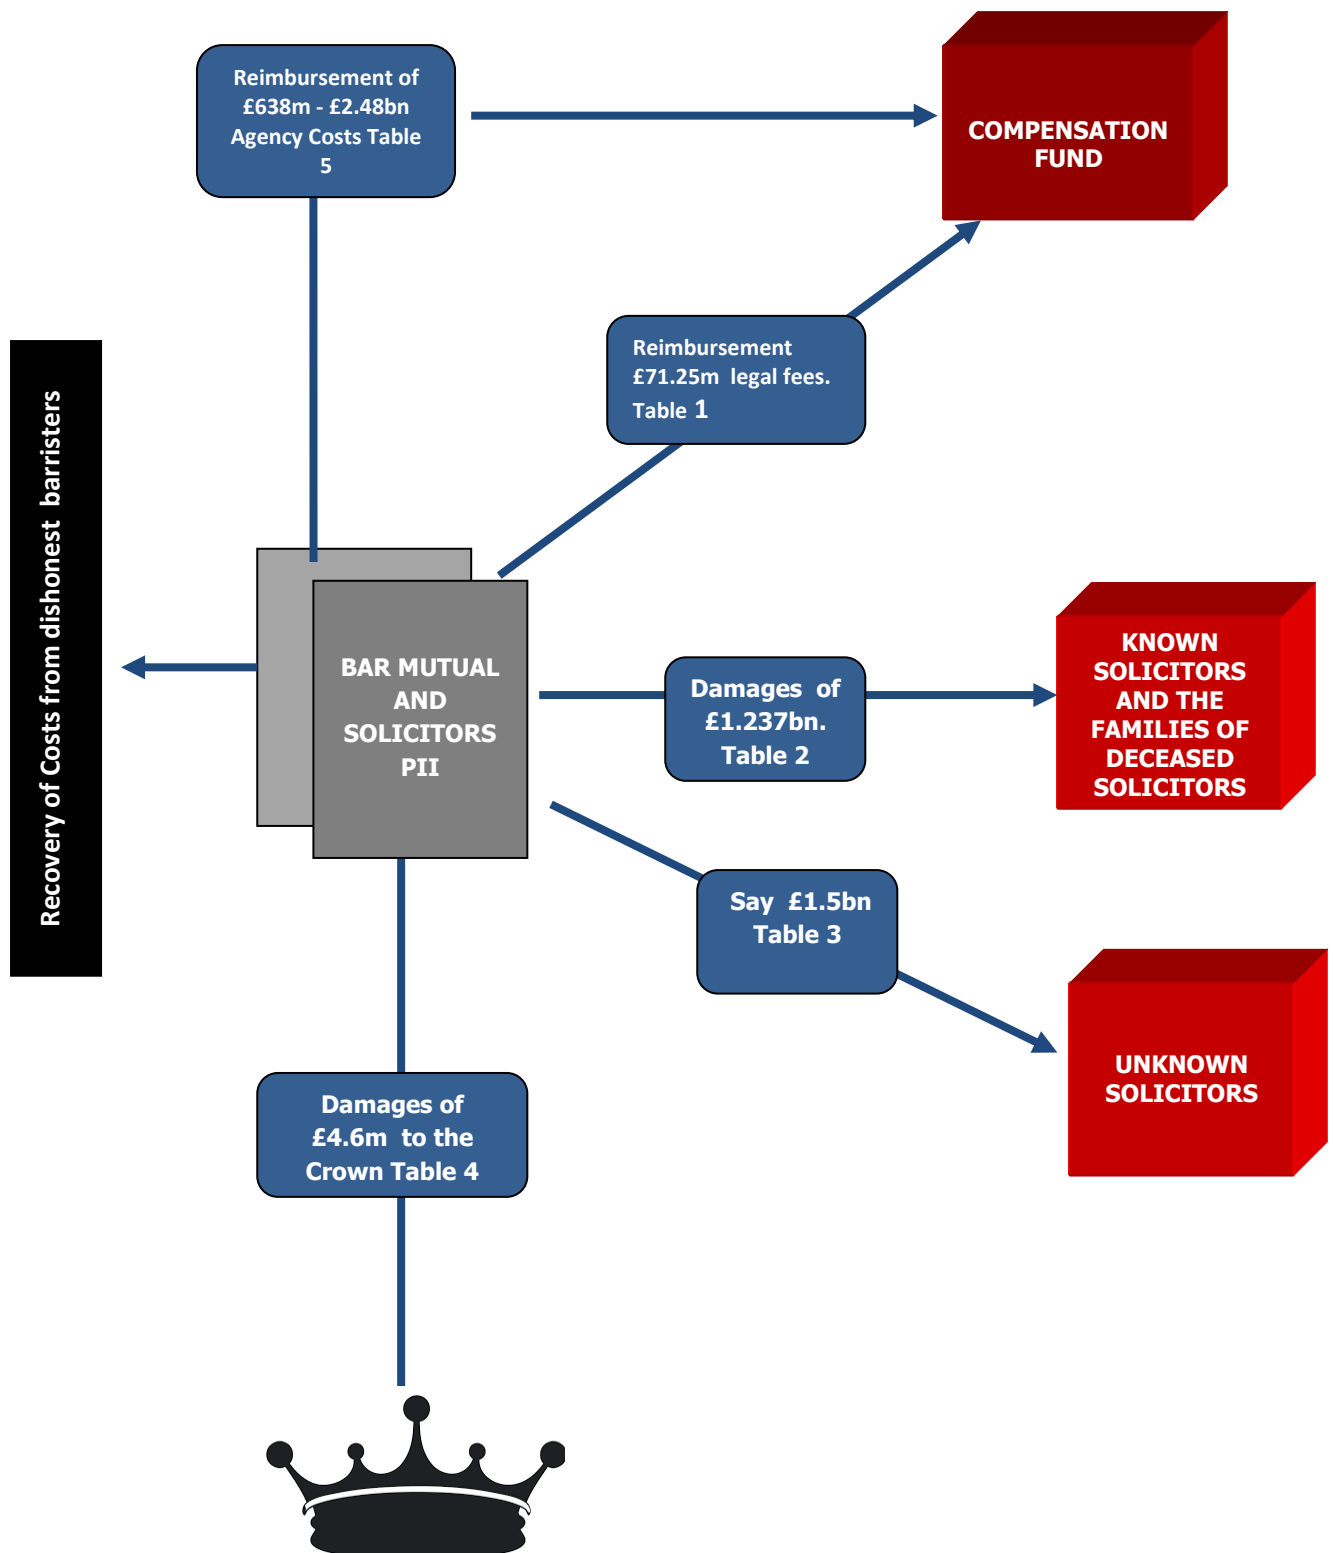 Reimbursement of
£638m - £2.48bn
Agency Costs Table
5
COMPENSATION
FUND
Reimbursement
£71.25m legal fees.
Table 1
Recovery of Costs from dishonest barristers
BAR MUTUAL
AND
SOLICITORS
PII
Damages of
£1.237bn.
Table 2
KNOWN
SOLICITORS
AND THE
FAMILIES OF
DECEASED
SOLICITORS
Say £1.5bn
Table 3
UNKNOWN
SOLICITORS
Damages of
£4.6m to the
Crown Table 4